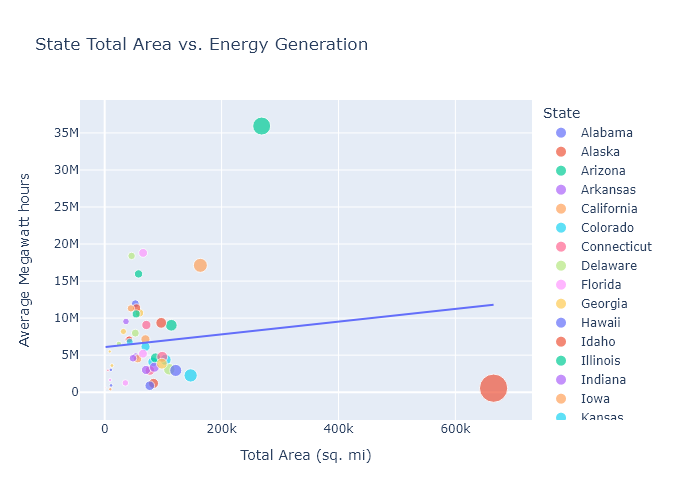 State Total Area vs. Energy Generation
State
35M
30M
25M
20M
15M
10M
5M
0
Average Megawatt hours
0
200k
400k
600k
Total Area (sq. mi)
Alabama
Alaska
Arizona
Arkansas
California
Colorado
Connecticut
Delaware
Florida
Georgia
Hawaii
Idaho
Illinois
Indiana
Iowa
Kansas